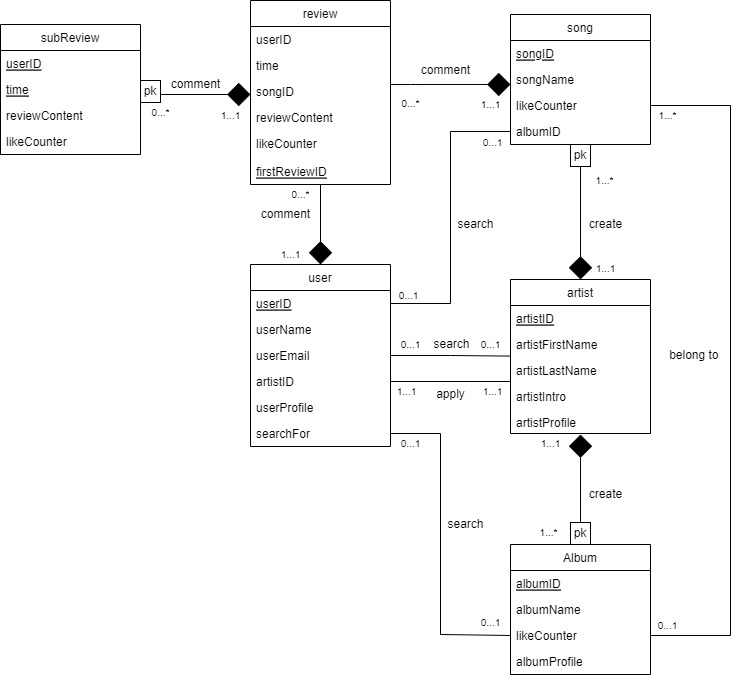 subReview
userID
time
reviewContent
likeCounter
pk
comment
0...*
1...1
review
userID
time
songID
reviewContent
likeCounter
firstReviewID
comment
0...*
1...1
song
songID
songName
likeCounter
albumID
pk
1...*
0...1
search
0...1
0...*
comment
1...1
1...*
create
1...1
user
userID
userName
userEmail
artistID
userProfile
searchFor
0...1
search
0...1
1...1
apply
1...1
artist
artistID
artistFirstName
artistLastName
artistIntro
artistProfile
belong to
0...1
search
0...1
1...1
create
1...*
pk
Album
albumID
albumName
likeCounter
albumProfile
0...1